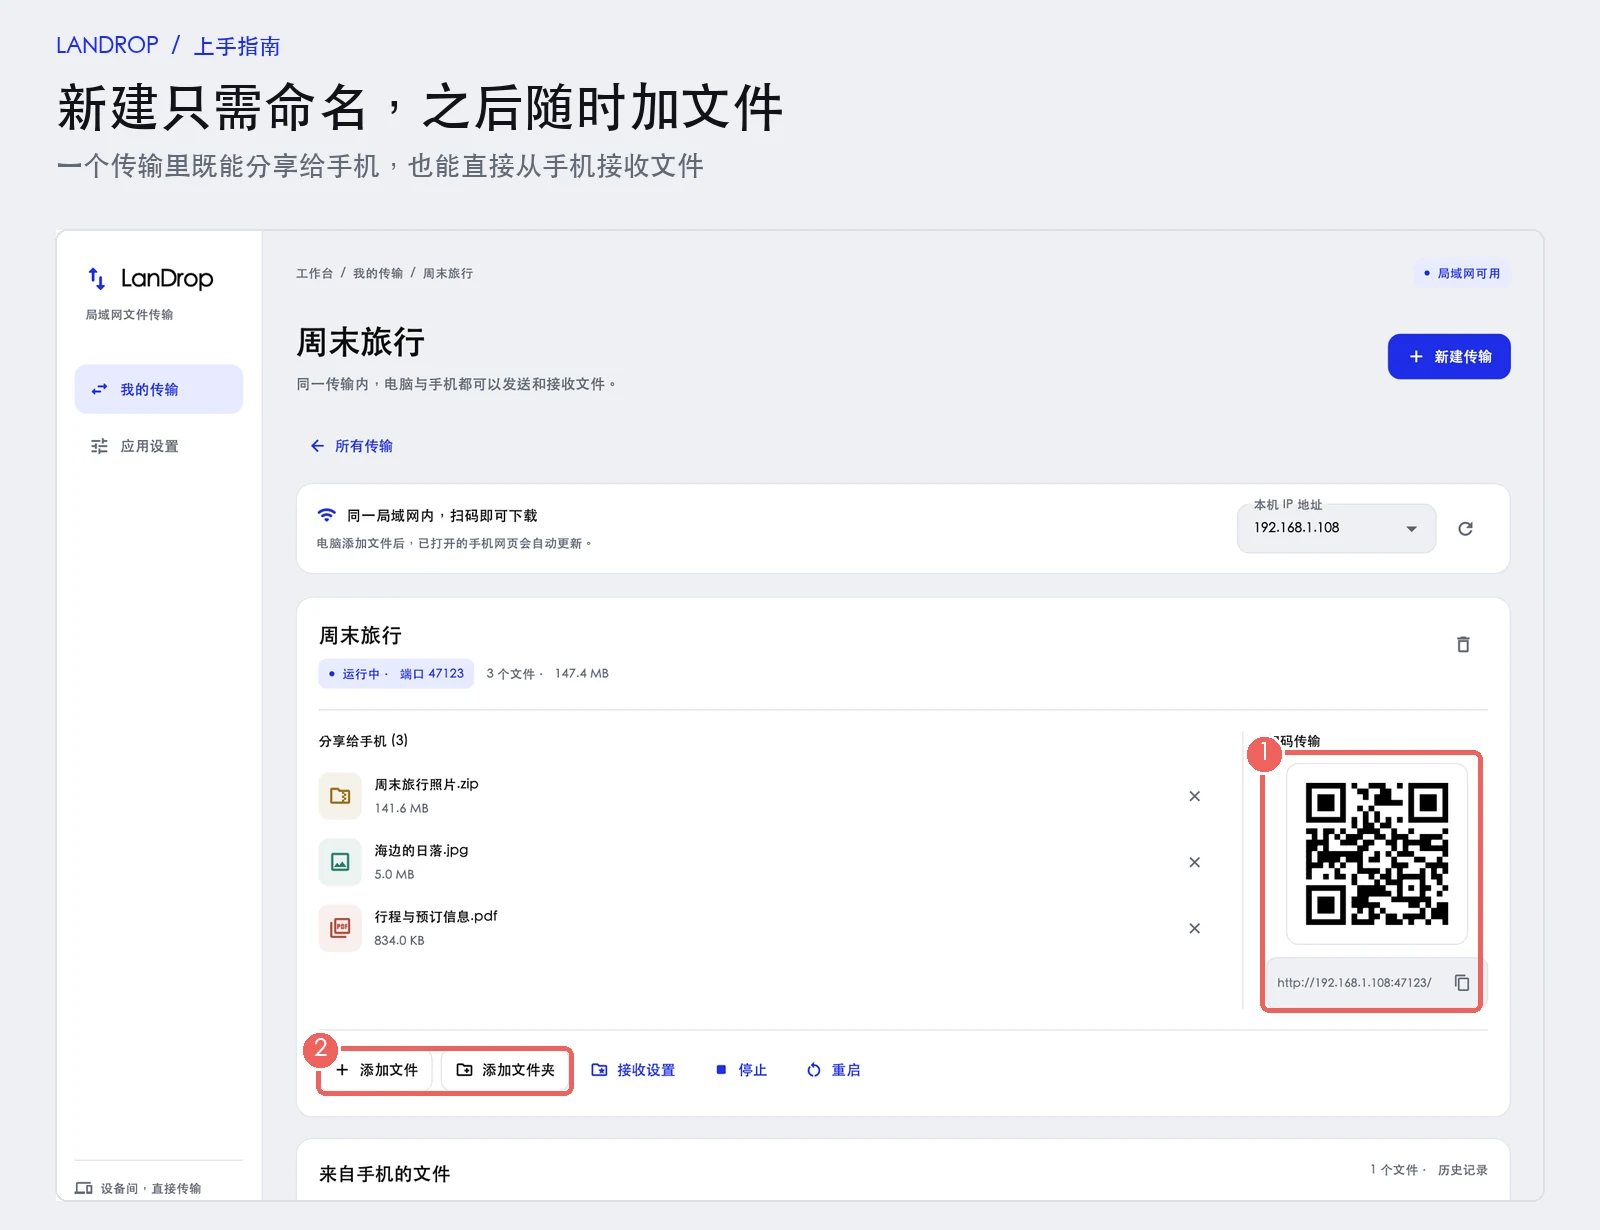 LANDROP / 上手指南
新建只需命名，之后随时加文件
一个传输里既能分享给手机，也能直接从手机接收文件
LanDrop
局域网文件传输
我的传输
应用设置
设备间，直接传输
工作台 / 我的传输 / 周末旅行
局域网可用
周末旅行
同一传输内，电脑与手机都可以发送和接收文件。
新建传输
所有传输
同一局域网内，扫码即可下载
电脑添加文件后，已打开的手机网页会自动更新。
本机 IP 地址
192.168.1.108
周末旅行
运行中 · 端口 47123 3 个文件 · 147.4 MB
分享给手机 (3)
周末旅行照片.zip
141.6 MB
海边的日落.jpg
5.0 MB
行程与预订信息.pdf
PDF
834.0 KB
1
码传输
http://192.168.1.108:47123/
2
添加文件 添加文件夹 接收设置 停止 重启
来自手机的文件
1 个文件 · 历史记录